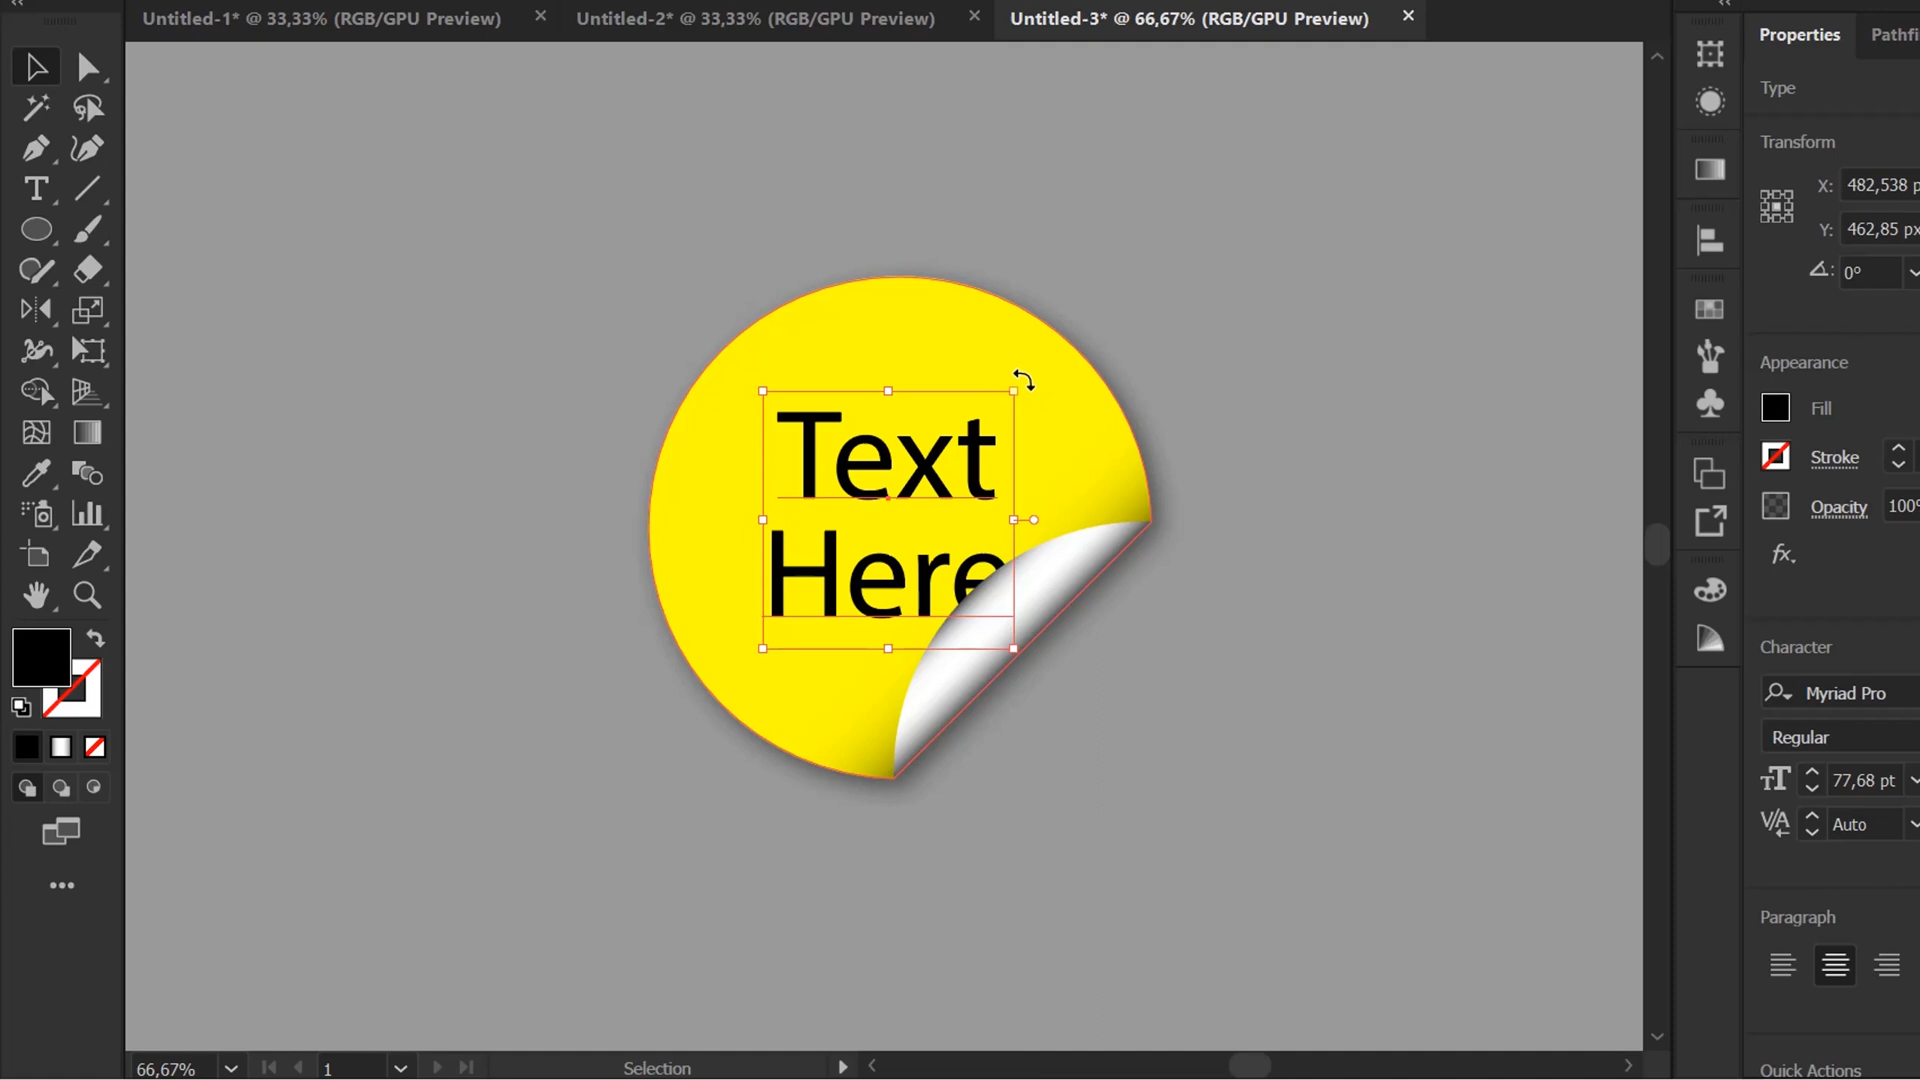 Untitled-1* @ 33,33% (RGB/GPU Preview)
Untitled-2* @ 33,33% (RGB/GPU Preview)
Untitled-3* @ 66,67% (RGB/GPU Preview)
Properties
Pathfi
Type
Transform
X: 482,538 p
Y: 462,85 px
0°
Appearance
Fill
Stroke
Opacity 100°
fx
Text
Here
Character
Myriad Pro
Regular
77,68 pt
Auto
Paragraph
Quick Actions
66,67%
1
Selection